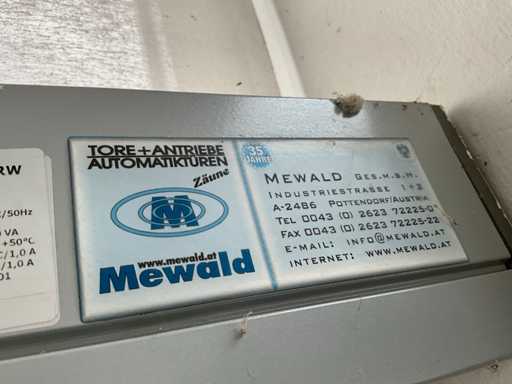 RW
/50Hz
VA
+50°C
/1,0 A
/1,0 A
01
TORE+ANTRIEBE
AUTOMATIKTÜREN
Zäune
35
JAHRE
M
www.mewald.at
Mewald
MEWALD GES.M.B.H.
INDUSTRIESTRASSE 1+2
A-2486 POTTENDORF/AUSTRIA
TEL 0043 (0) 2623 72225-0
FAX 0043 (0) 2623 72225-22
E-MAIL: INFO@MEWALD.AT
INTERNET: WWW.MEWALD.AT